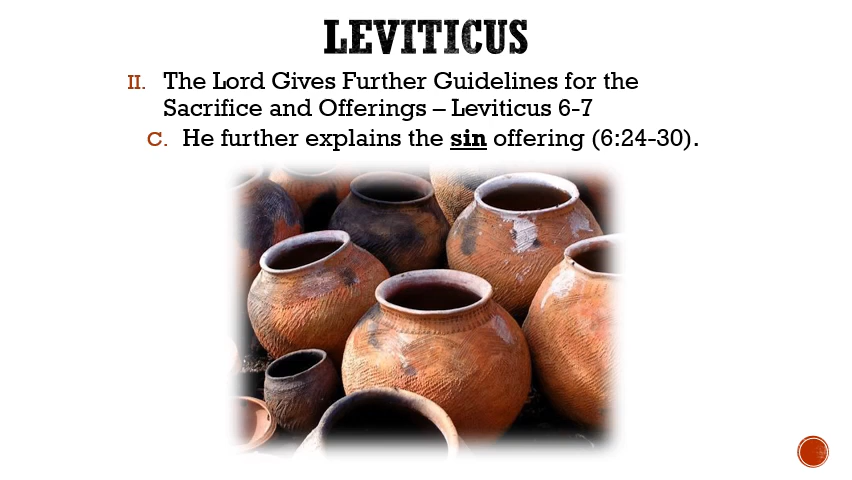 LEVITICUS
II. The Lord Gives Further Guidelines for the
Sacrifice and Offerings – Leviticus 6-7
C. He further explains the sin offering (6:24-30).